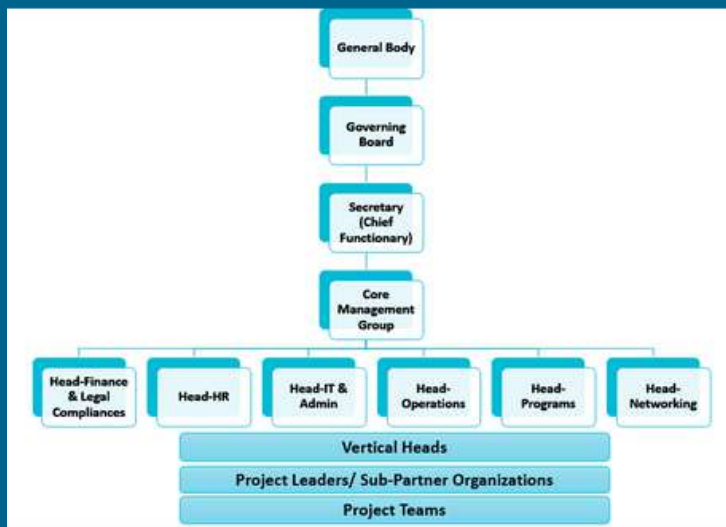 General Body
Governing
Board
Secretary
(Chief
Functionary)
Core
Management
Group
Head-Finance
& Legal
Compliances
Head-HR
Head-IT &
Admin
Head-
Operations
Head-
Programs
Head-
Networking
Vertical Heads
Project Leaders/ Sub-Partner Organizations
Project Teams